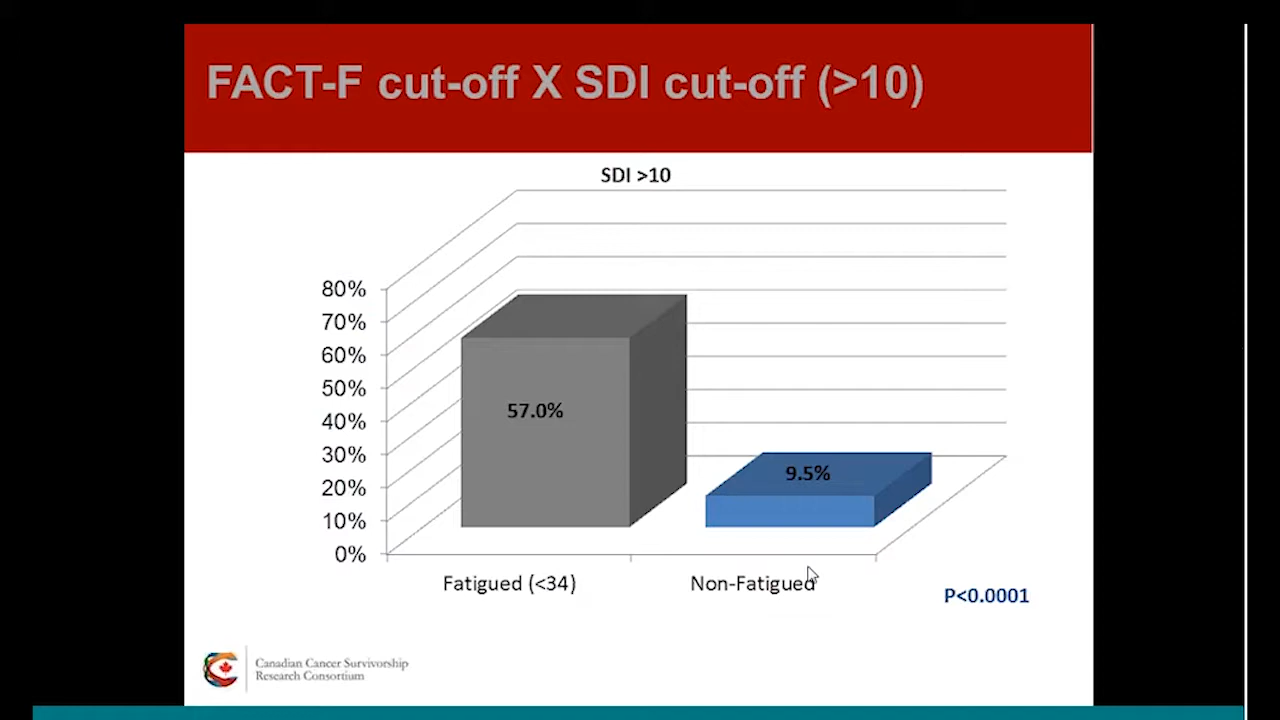 FACT-F cut-off X SDI cut-off (>10)
SDI >10
80%
70%
60%
50%
40%
30%
20%
10%
0%
57.0%
9.5%
Fatigued (<34)
Non-Fatigued
P<0.0001
Canadian Cancer Survivorship
Research Consortium